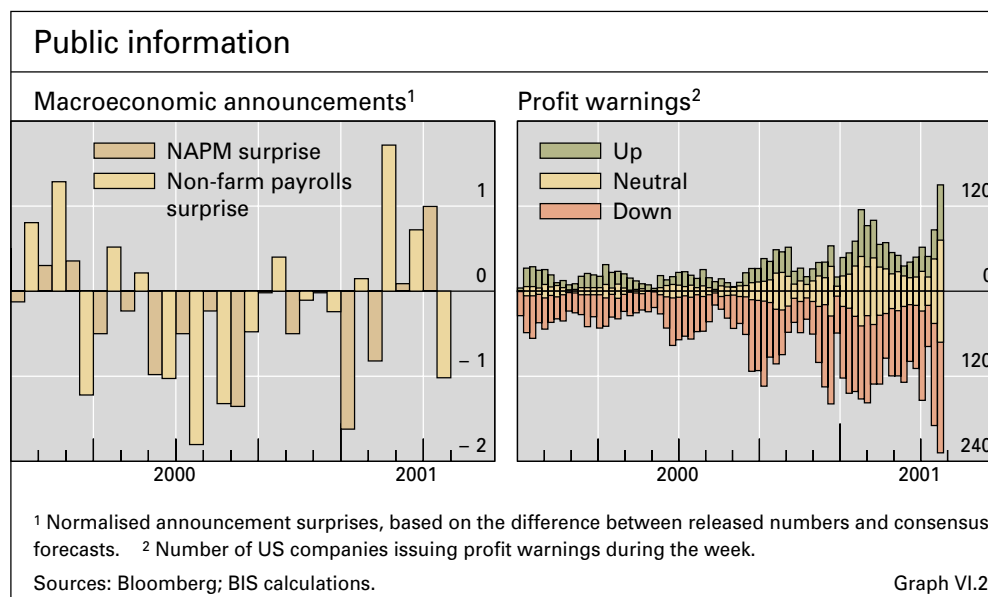 Public information
Macroeconomic announcements1
NAPM surprise
Non-farm payrolls
surprise
1
0
– 1
– 2
2000
2001
Profit warnings2
Up
Neutral
Down
120
0
120
240
2000
2001
1 Normalised announcement surprises, based on the difference between released numbers and consensus
forecasts. 2 Number of US companies issuing profit warnings during the week.
Sources: Bloomberg; BIS calculations.
Graph VI.2